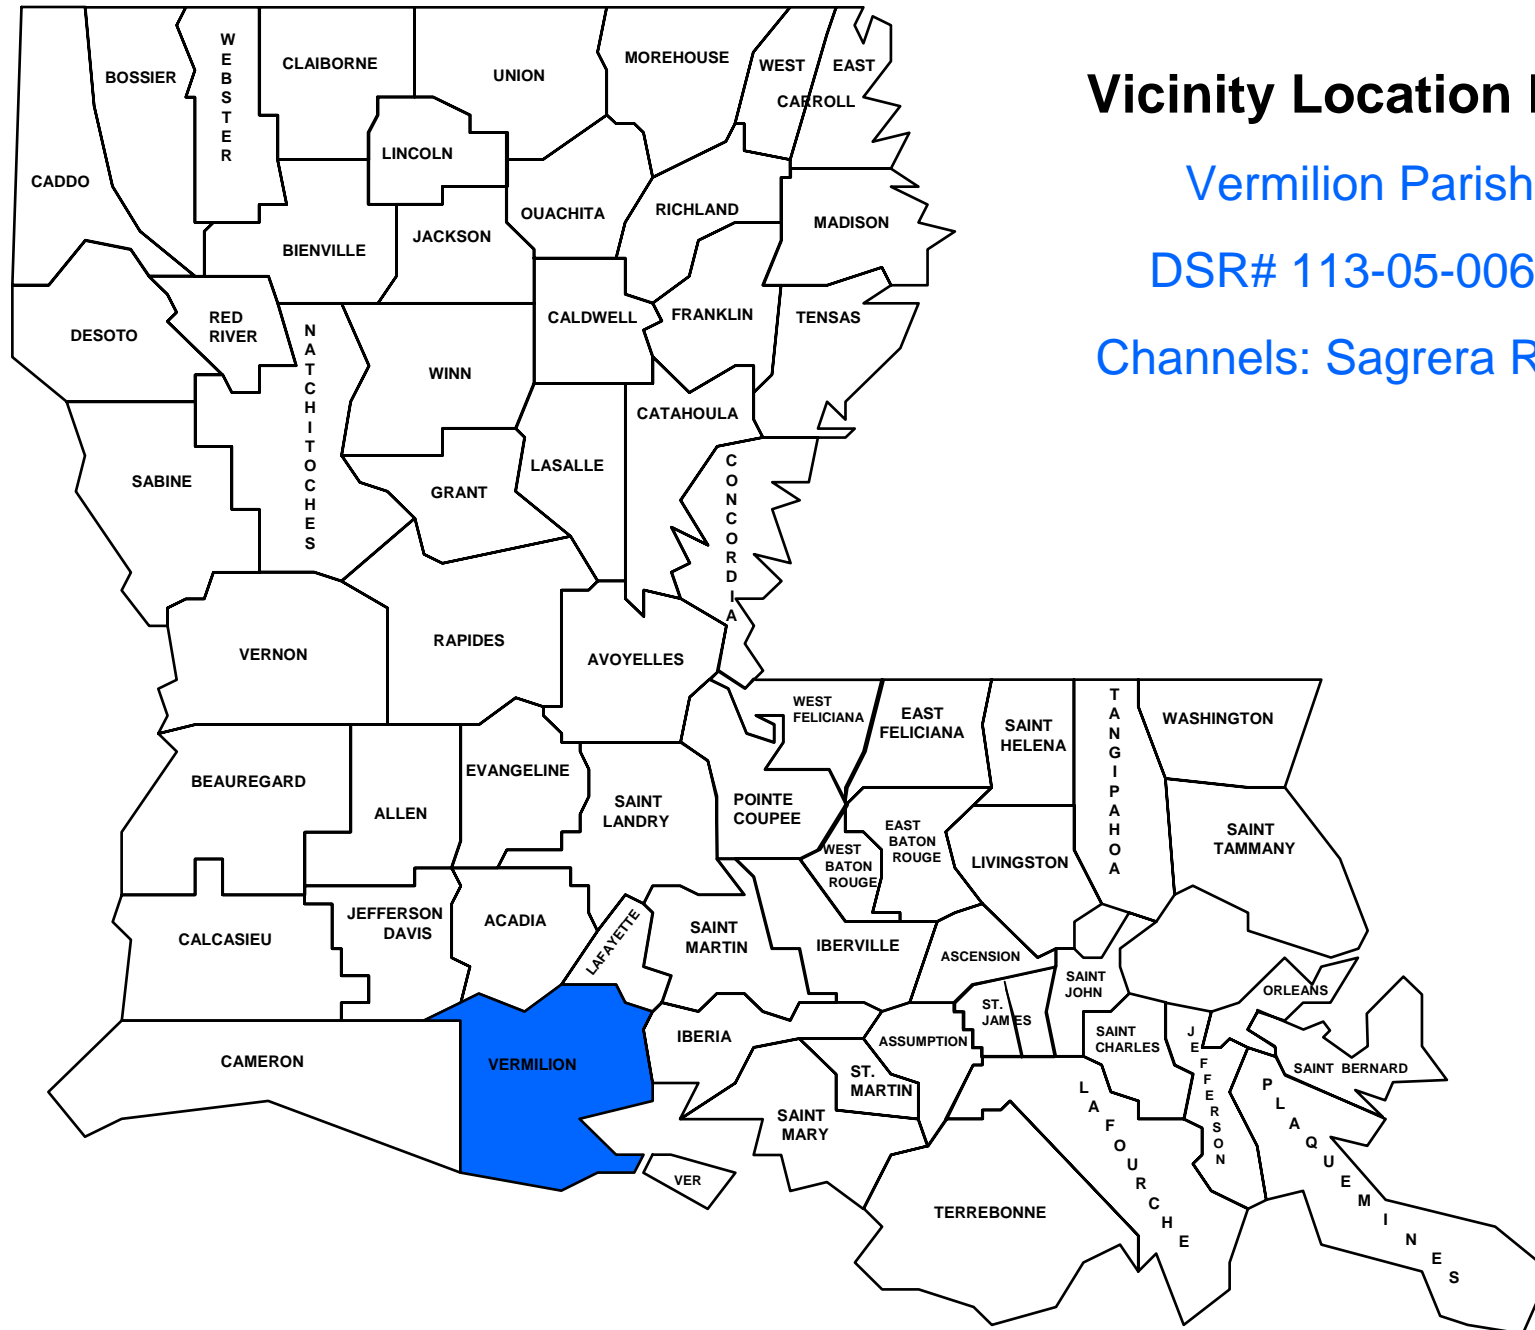 Vicinity Location
Vermilion Parish
DSR# 113-05-006
Channels: Sagrera R
WEBSTER
CLAIBORNE
UNION
MOREHOUSE
WEST EAST
CARROLL
BOSSIER
CADDO
LINCOLN
OUACHITA
RICHLAND
MADISON
BIENVILLE
JACKSON
DESOTO
RED
RIVER
NATCHITOCHES
CALDWELL
FRANKLIN
TENSAS
WINN
CATAHOULA
SABINE
GRANT
LASALLE
CONCORDIA
VERNON
RAPIDES
AVOYELLES
WEST
FELICIANA
EAST
FELICIANA
SAINT
HELENA
TANGIPAHOA
WASHINGTON
BEAUREGARD
ALLEN
EVANGELINE
SAINT
LANDRY
POINTE
COUPEE
WEST
BATON
ROUGE
EAST
BATON
ROUGE
LIVINGSTON
SAINT
TAMMANY
CALCASIEU
JEFFERSON
DAVIS
ACADIA
LAFAYETTE
SAINT
MARTIN
IBERVILLE
ASCENSION
SAINT
JOHN
ORLEANS
CAMERON
VERMILION
IBERIA
ASSUMPTION
ST.
JAMES
SAINT
CHARLES
JEFFERSON
SAINT BERNARD
PLAQUEMINES
ST.
MARTIN
SAINT
MARY
LAFOURCHE
VER
TERREBONNE